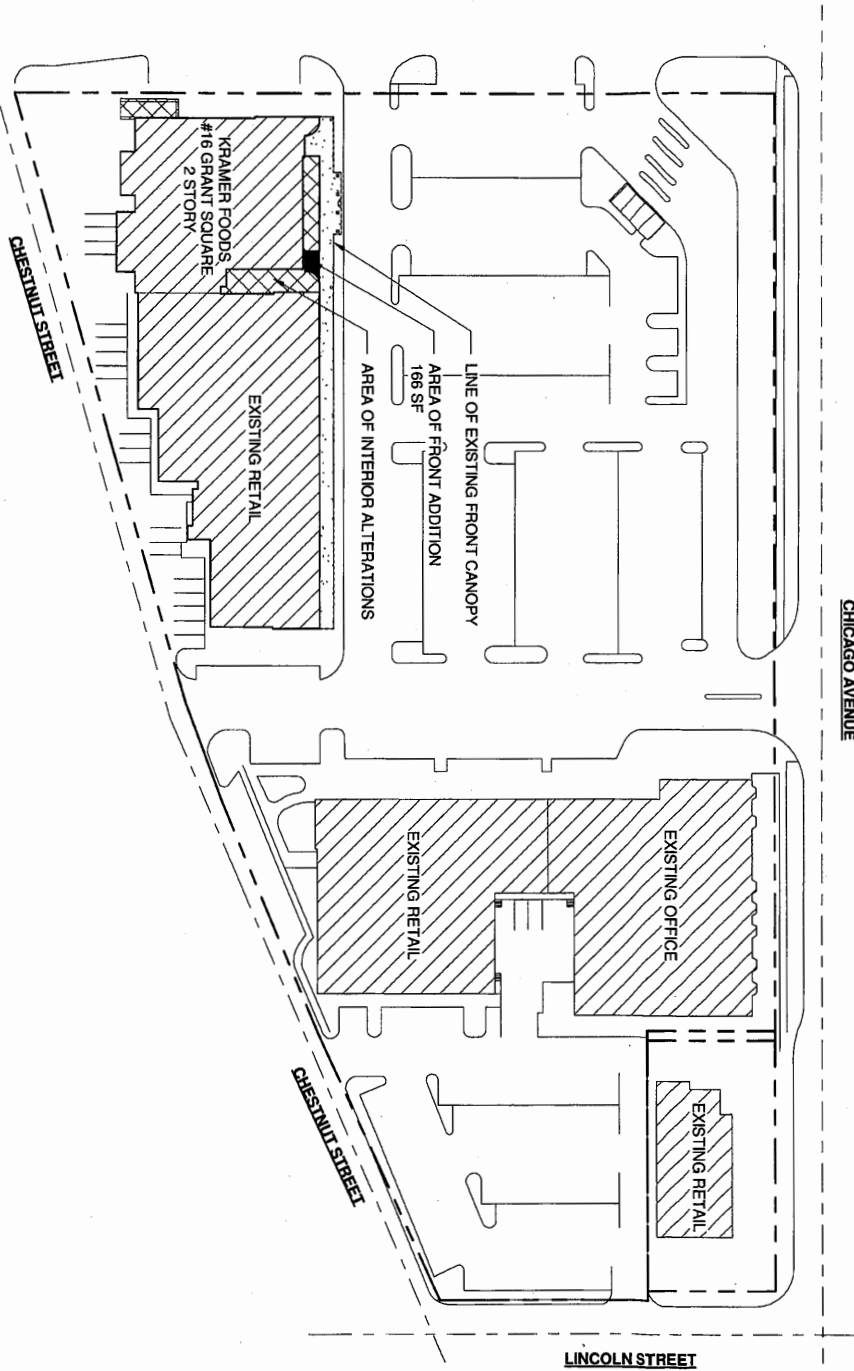 CHICAGO AVENUE
KRAMER FOODS
#16 GRANT SQUARE
2 STORY
LINE OF EXISTING FRONT CANOPY
AREA OF FRONT ADDITION
166 SF
AREA OF INTERIOR ALTERATIONS
EXISTING RETAIL
CHESTNUT STREET
EXISTING OFFICE
EXISTING RETAIL
EXISTING RETAIL
CHESTNUT STREET
LINCOLN STREET